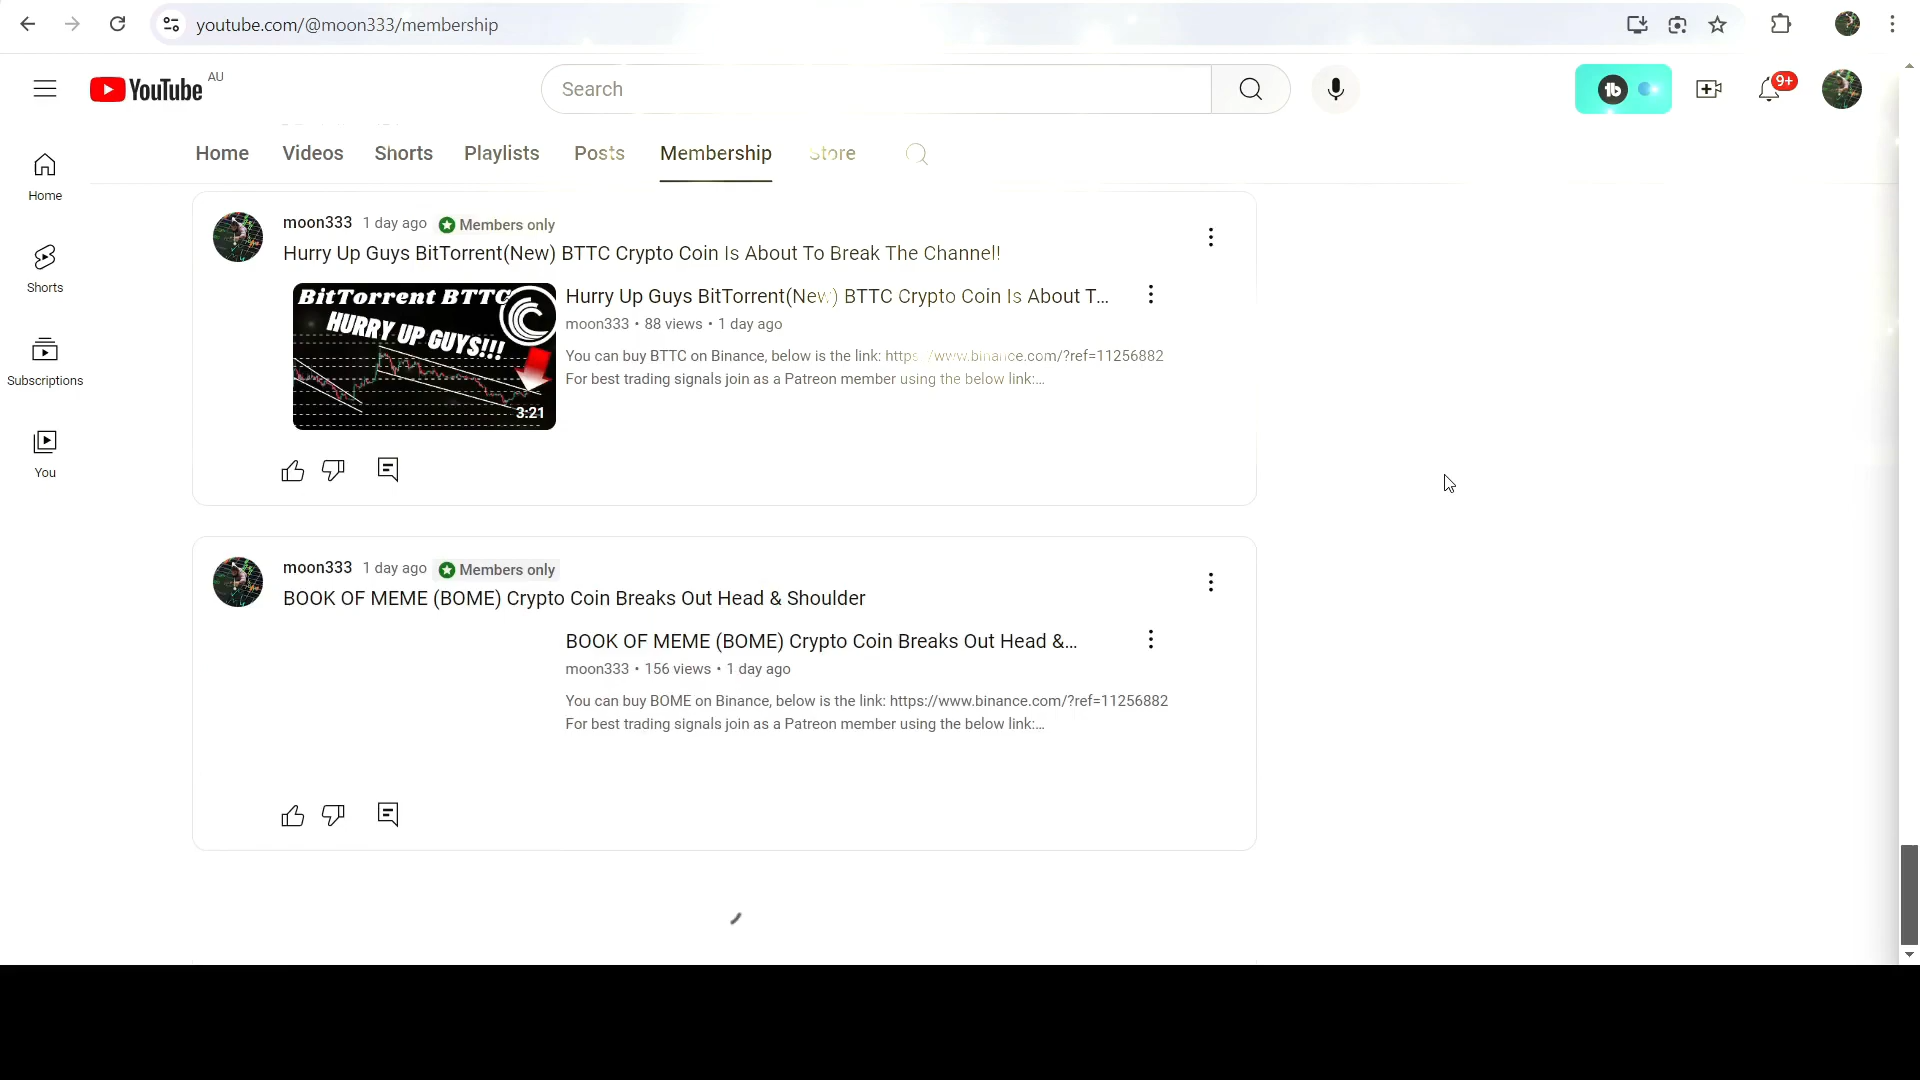 youtube.com/@moon333/membership
YouTube AU
Search
9+
Home
Videos
Shorts
Playlists
Posts
Membership
Store
Home
Shorts
Subscriptions
You
moon333 1 day ago Members only
Hurry Up Guys BitTorrent(New) BTTC Crypto Coin Is About To Break The Channel!
BitTorrent BTTC
HURRY UP GUYS!!!
3:21
Hurry Up Guys BitTorrent(New) BTTC Crypto Coin Is About T...
moon333 • 88 views • 1 day ago
You can buy BTTC on Binance, below is the link: https://www.binance.com/?ref=11256882
For best trading signals join as a Patreon member using the below link:...
moon333 1 day ago Members only
BOOK OF MEME (BOME) Crypto Coin Breaks Out Head & Shoulder
BOOK OF MEME (BOME) Crypto Coin Breaks Out Head &...
moon333 • 156 views • 1 day ago
You can buy BOME on Binance, below is the link: https://www.binance.com/?ref=11256882
For best trading signals join as a Patreon member using the below link:...